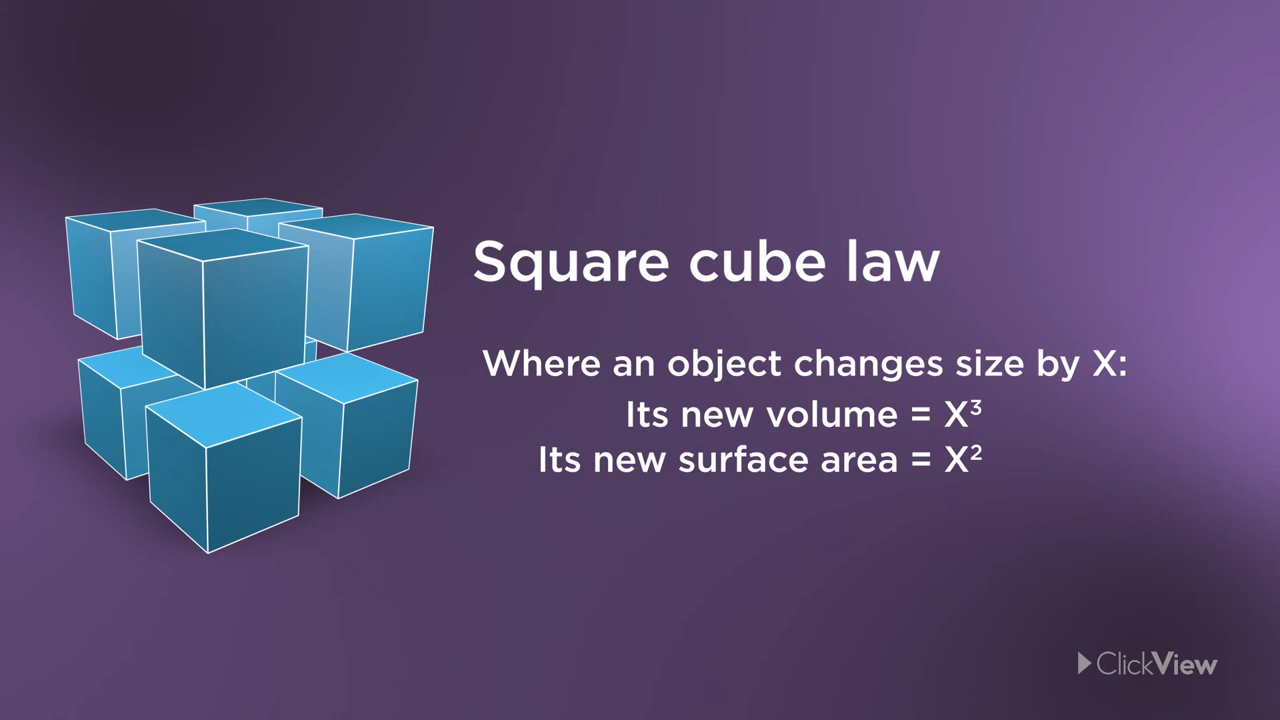 Square cube law
Where an object changes size by X:
Its new volume = X³
Its new surface area = X²
ClickView